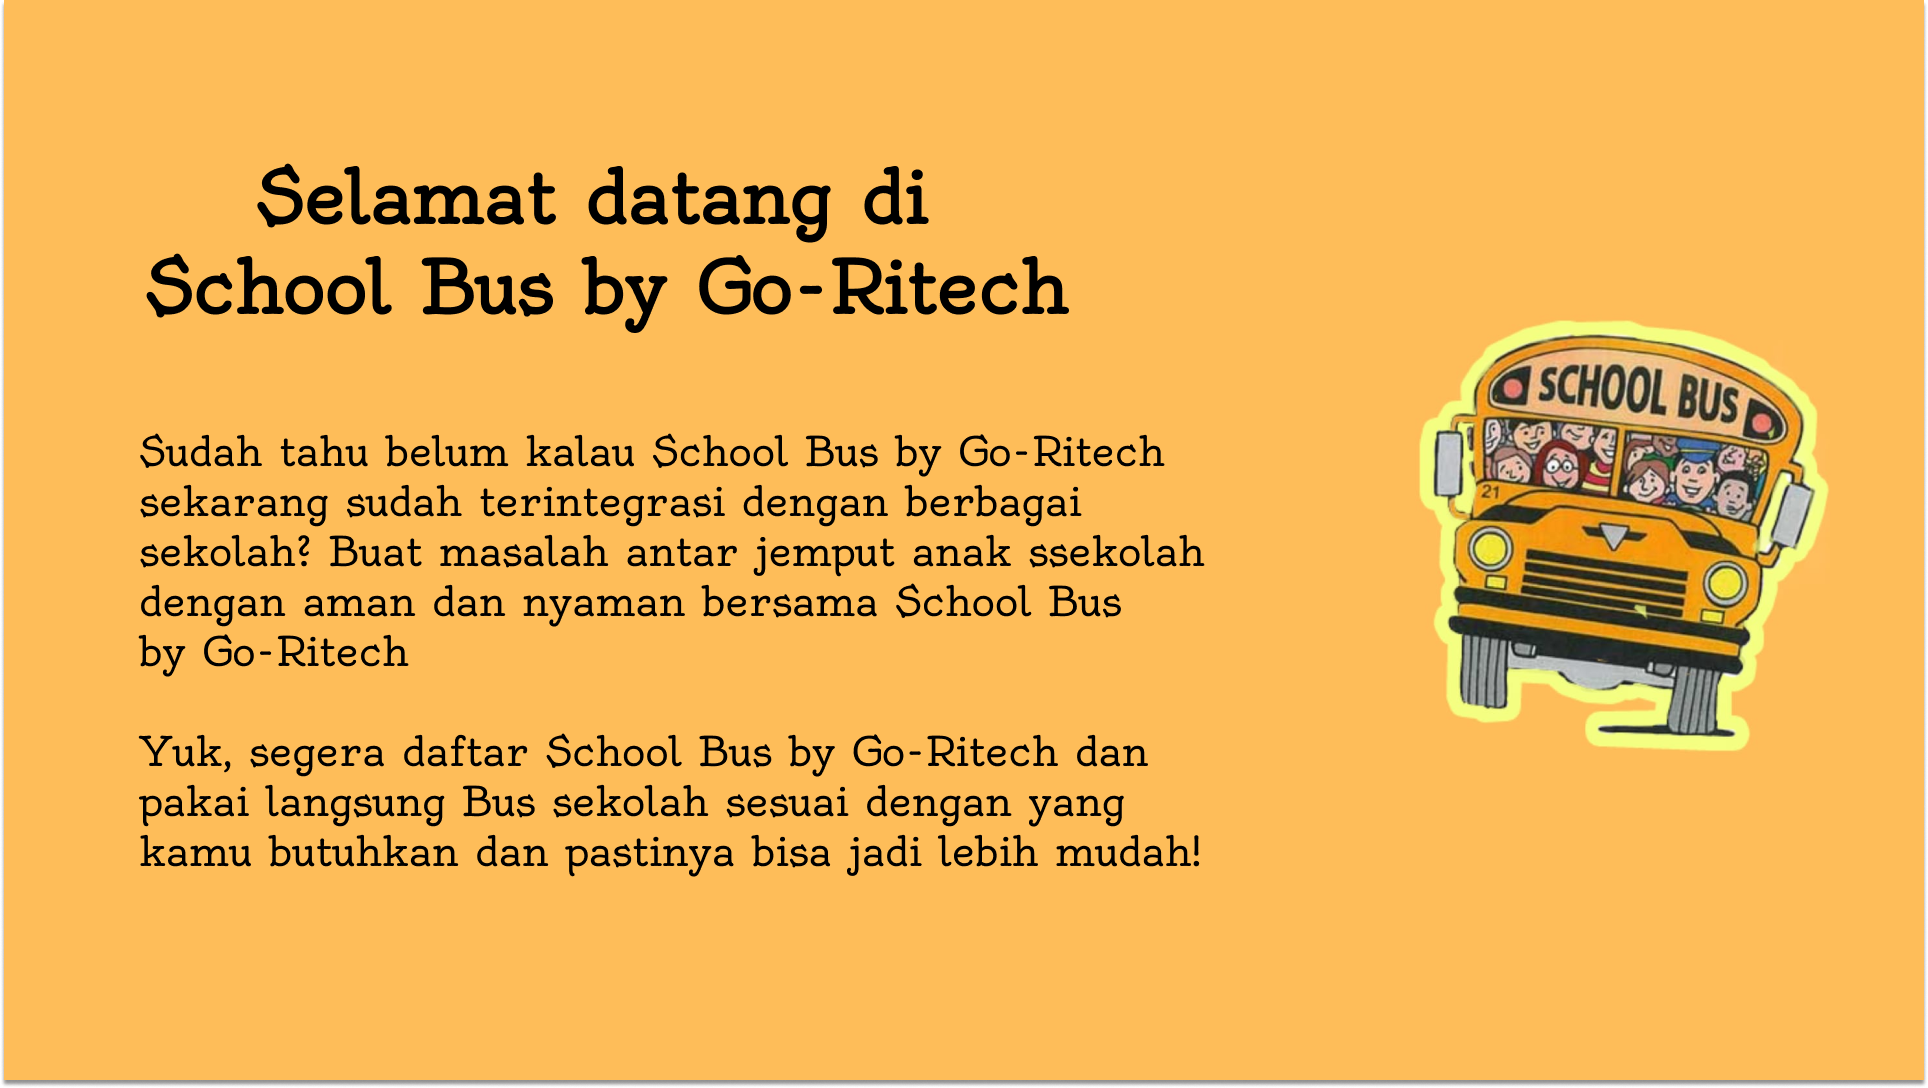 Selamat datang di
School Bus by Go-Ritech
Sudah tahu belum kalau School Bus by Go-Ritech
sekarang sudah terintegrasi dengan berbagai
sekolah? Buat masalah antar jemput anak ssekolah
dengan aman dan nyaman bersama School Bus
by Go-Ritech
Yuk, segera daftar School Bus by Go-Ritech dan
pakai langsung Bus sekolah sesuai dengan yang
kamu butuhkan dan pastinya bisa jadi lebih mudah!
SCHOOL BUS
21